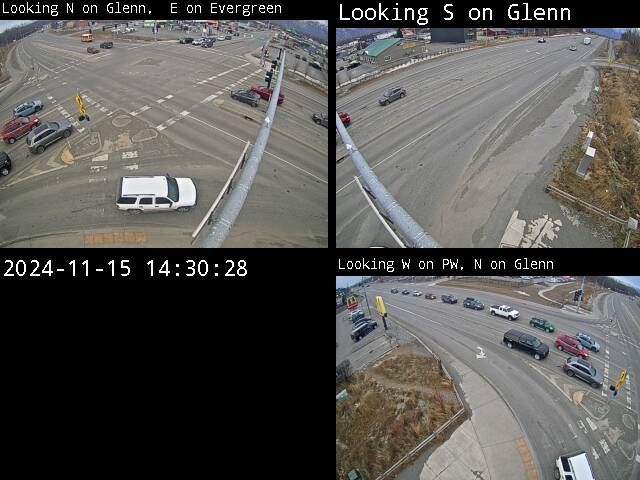 Looking N on Glenn,  E on Evergreen
Looking S on Glenn
2024-11-15 14:30:28
Looking W on PW, N on Glenn